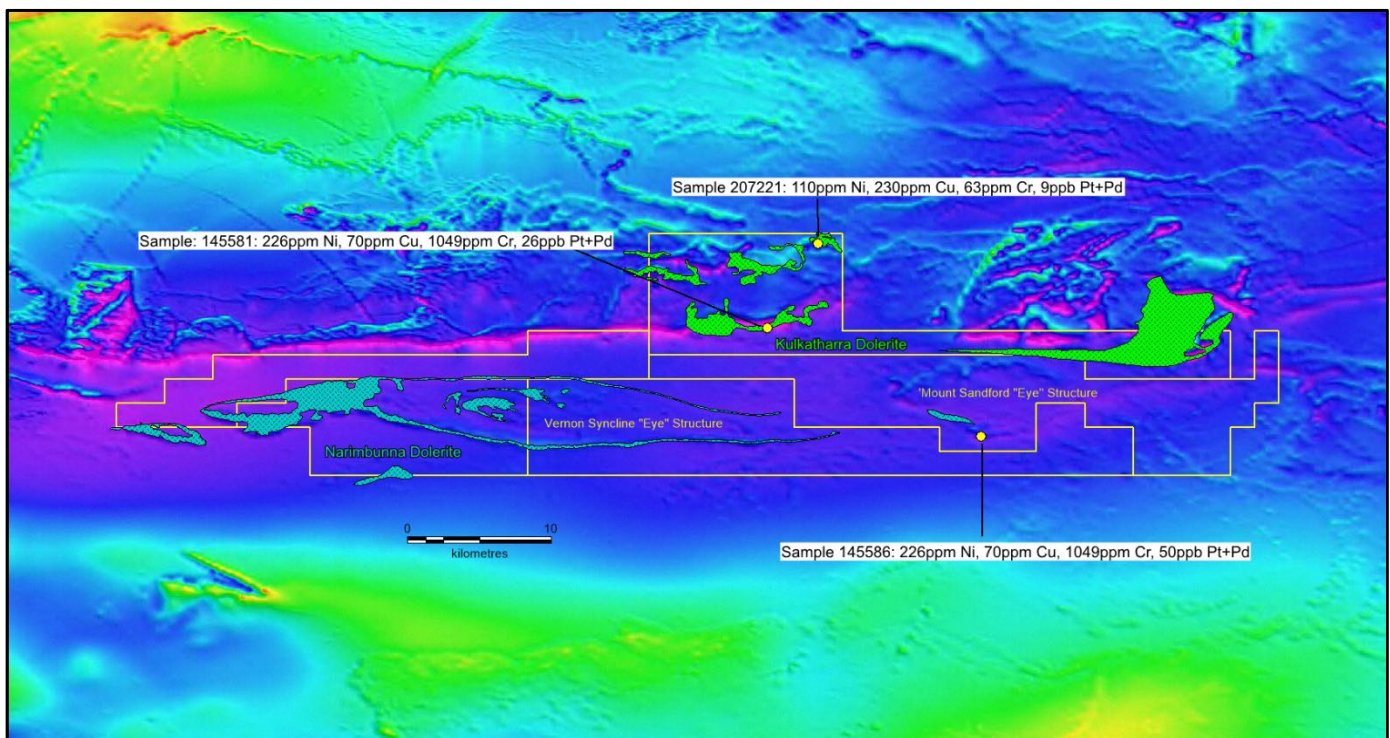 Sample 207221: 110ppm Ni, 230ppm Cu, 63ppm Cr, 9ppb Pt+Pd
Sample: 145581: 226ppm Ni, 70ppm Cu, 1049ppm Cr, 26ppb Pt+Pd
Kulkatharra Dolerite
'Mount Sandford "Eye" Structure
Vernon Syncline "Eye" Structure
Narimbunna Dolerite
0 10
kilometres
Sample 145586: 226ppm Ni, 70ppm Cu, 1049ppm Cr, 50ppb Pt+Pd